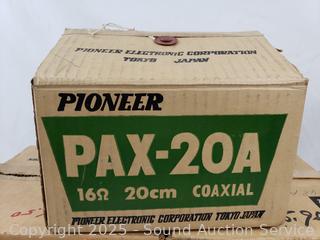 PIONEER ELECTRONIC CORPORATION
TOKYO JAPAN
PIONEER
PAX-20A
16Ω 20cm COAXIAL
PIONEER ELECTRONIC CORPORATION TOKYO JAPAN
Copyright © 2025 - Sound Auction Service